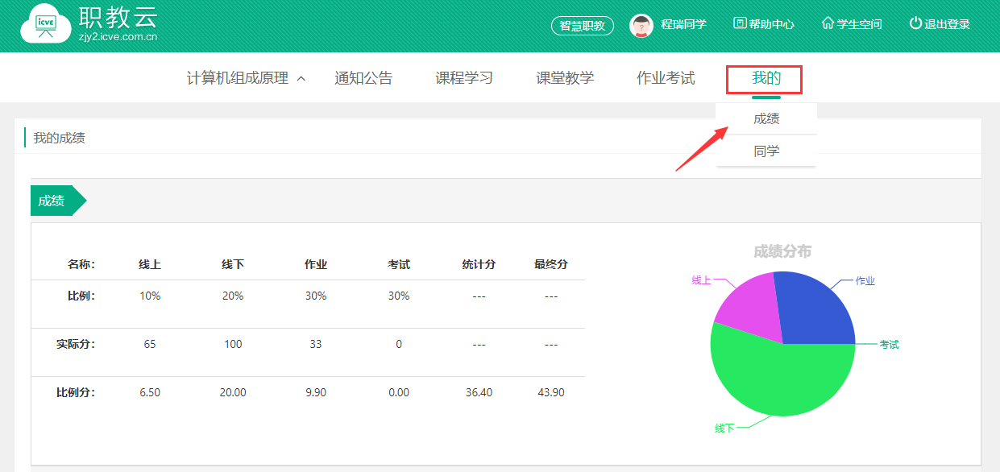 icve
职教云
zjy2.icve.com.cn
智慧职教
程瑞同学
帮助中心
学生空间
退出登录
计算机组成原理
通知公告
课程学习
课堂教学
作业考试
我的
成绩
同学
我的成绩
成绩
名称： 线上 线下 作业 考试 统计分 最终分
比例： 10% 20% 30% 30% --- ---
实际分： 65 100 33 0 --- ---
比例分： 6.50 20.00 9.90 0.00 36.40 43.90
成绩分布
线上
作业
考试
线下